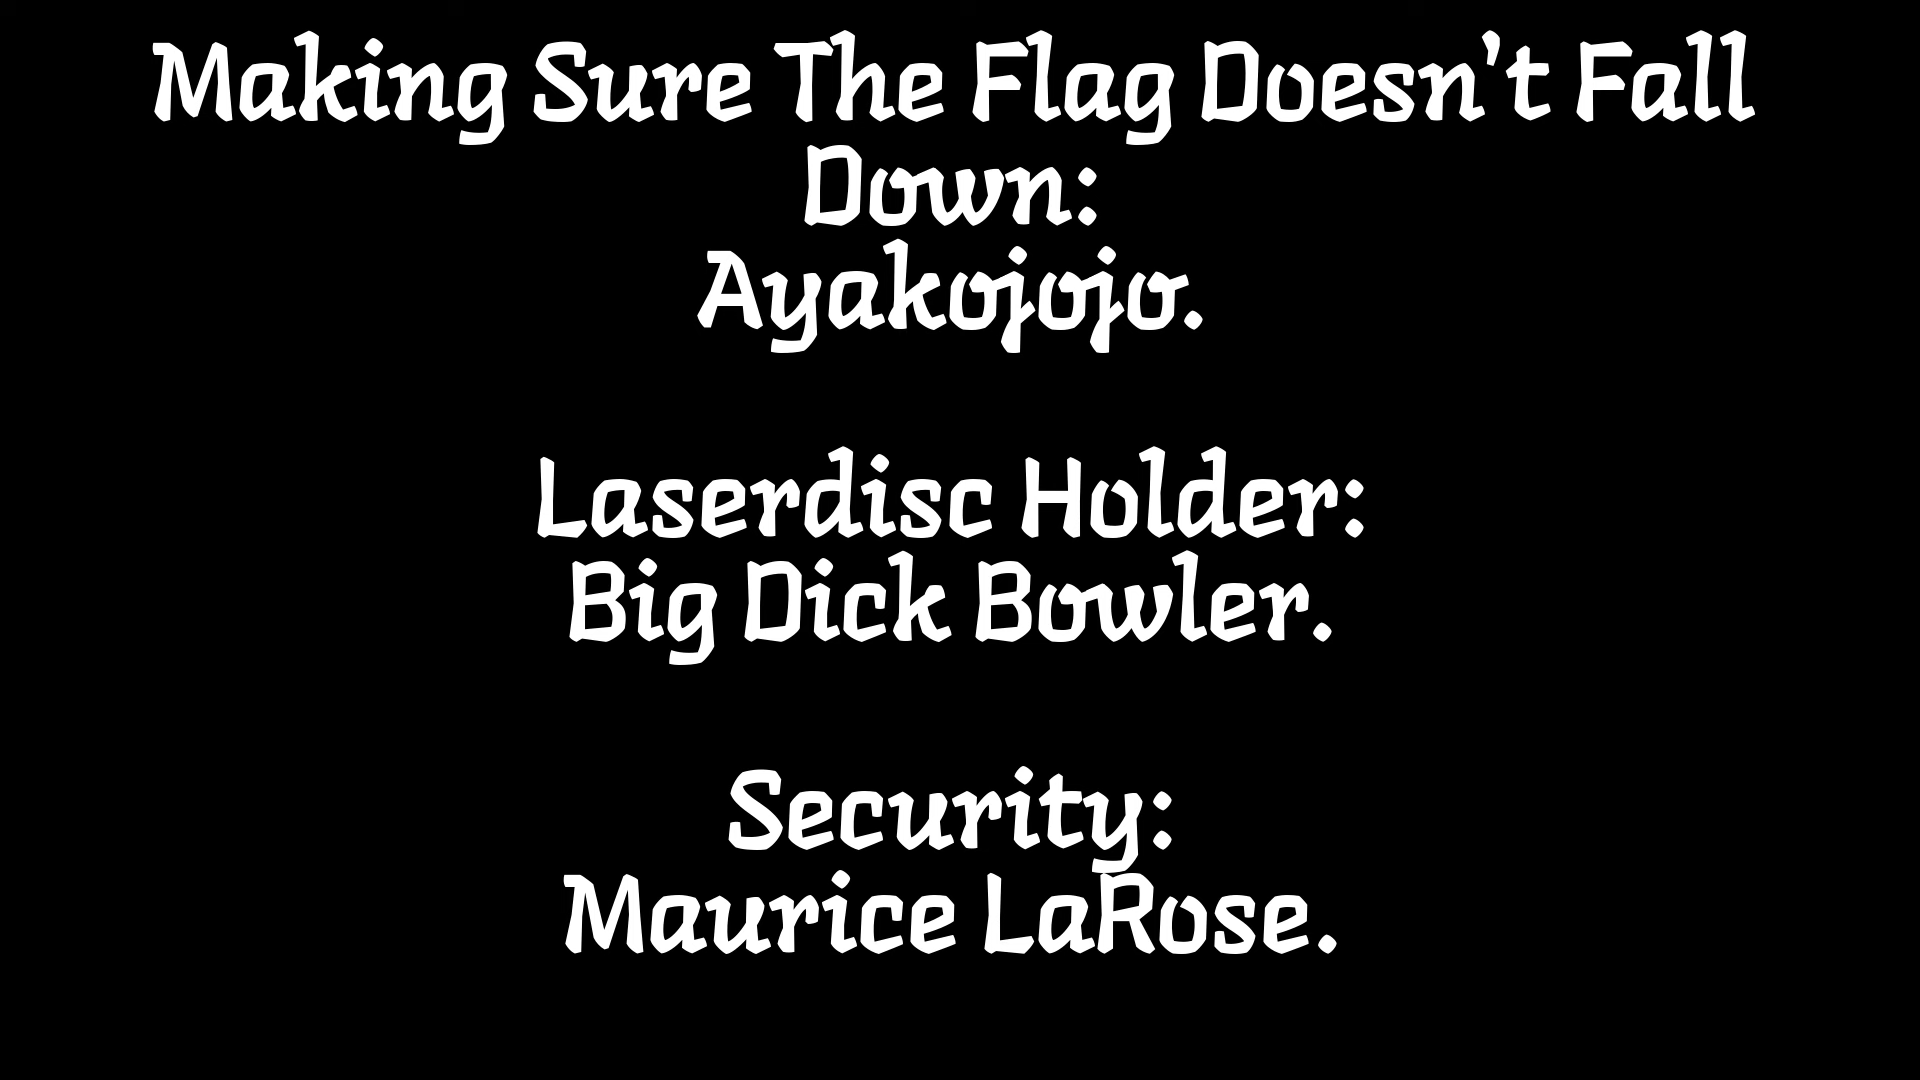 Making Sure The Flag Doesn't Fall
Down:
Ayakojojo.
Laserdisc Holder:
Big Dick Bowler.
Security:
Maurice LaRose.